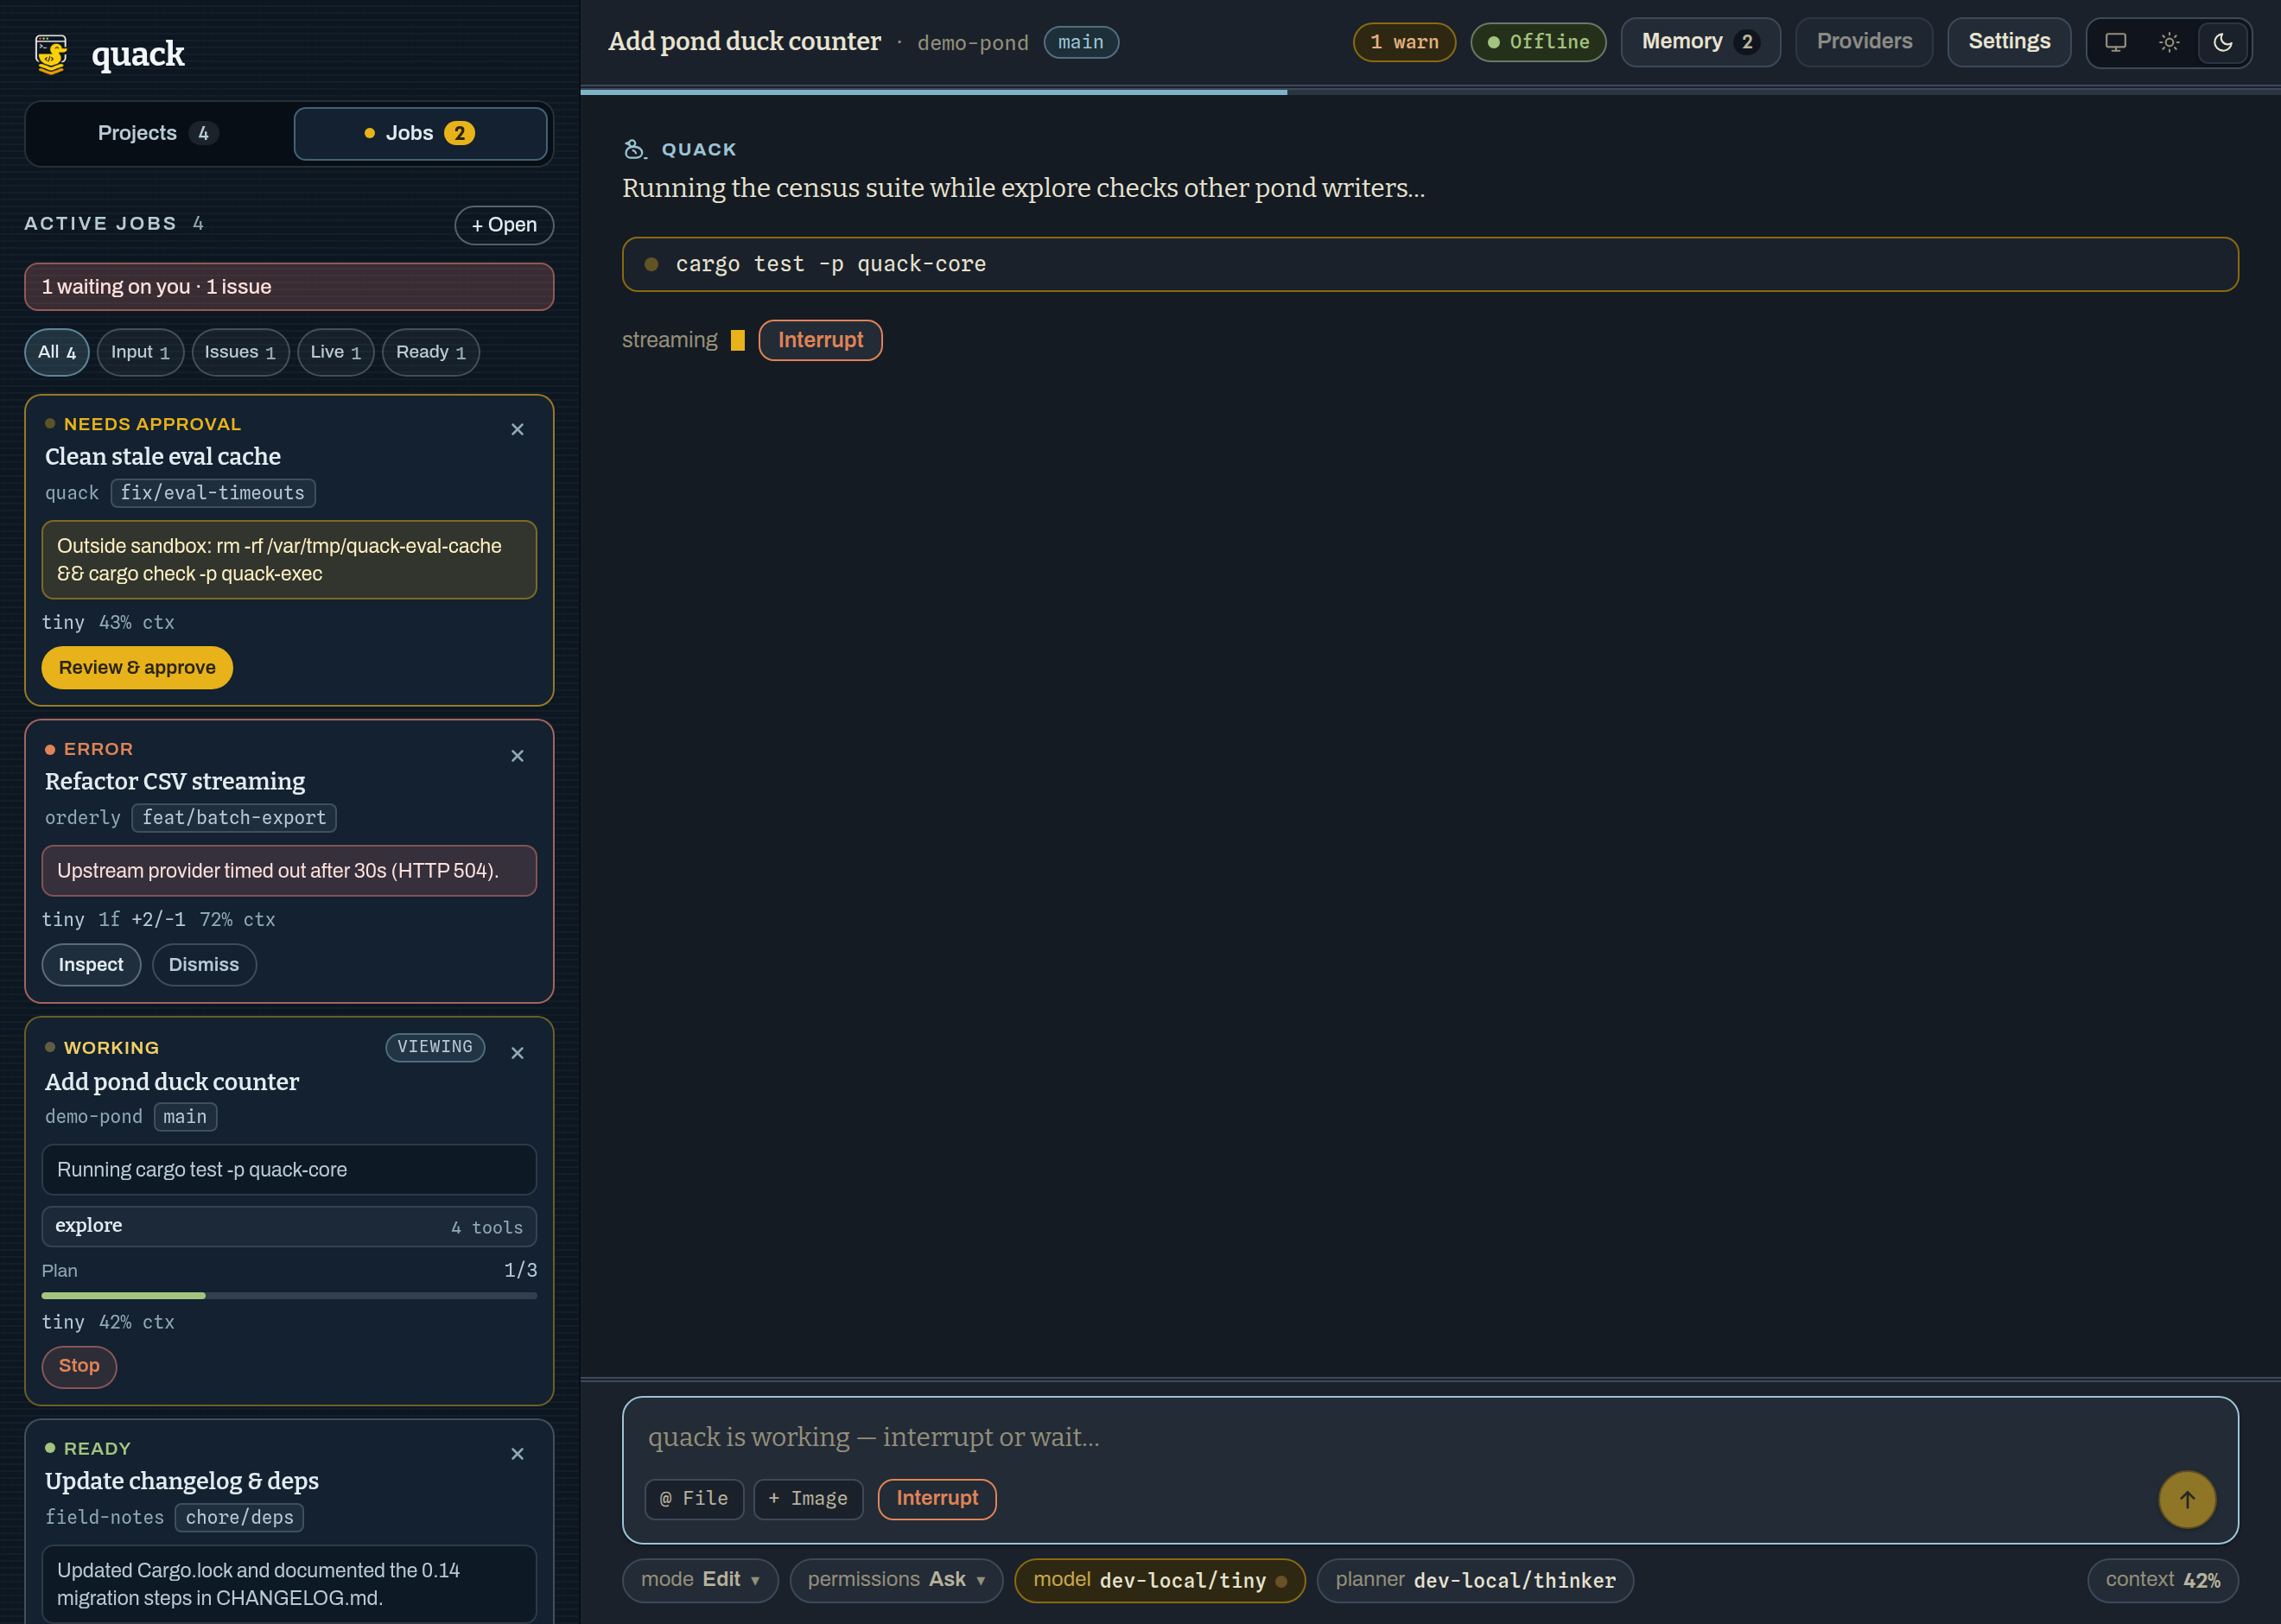 quack
Projects 4
Jobs 2
ACTIVE JOBS 4
+ Open
1 waiting on you · 1 issue
All 4 Input 1 Issues 1 Live 1 Ready 1
NEEDS APPROVAL ×
Clean stale eval cache
quack fix/eval-timeouts
Outside sandbox: rm -rf /var/tmp/quack-eval-cache
&& cargo check -p quack-exec
tiny 43% ctx
Review & approve
ERROR ×
Refactor CSV streaming
orderly feat/batch-export
Upstream provider timed out after 30s (HTTP 504).
tiny 1f +2/-1 72% ctx
Inspect Dismiss
WORKING VIEWING ×
Add pond duck counter
demo-pond main
Running cargo test -p quack-core
explore 4 tools
Plan 1/3
tiny 42% ctx
Stop
READY ×
Update changelog & deps
field-notes chore/deps
Updated Cargo.lock and documented the 0.14
migration steps in CHANGELOG.md.
Add pond duck counter · demo-pond main
1 warn Offline Memory 2 Providers Settings
QUACK
Running the census suite while explore checks other pond writers…
cargo test -p quack-core
streaming Interrupt
quack is working — interrupt or wait…
@ File + Image Interrupt
mode Edit ▾ permissions Ask ▾ model dev-local/tiny planner dev-local/thinker context 42%